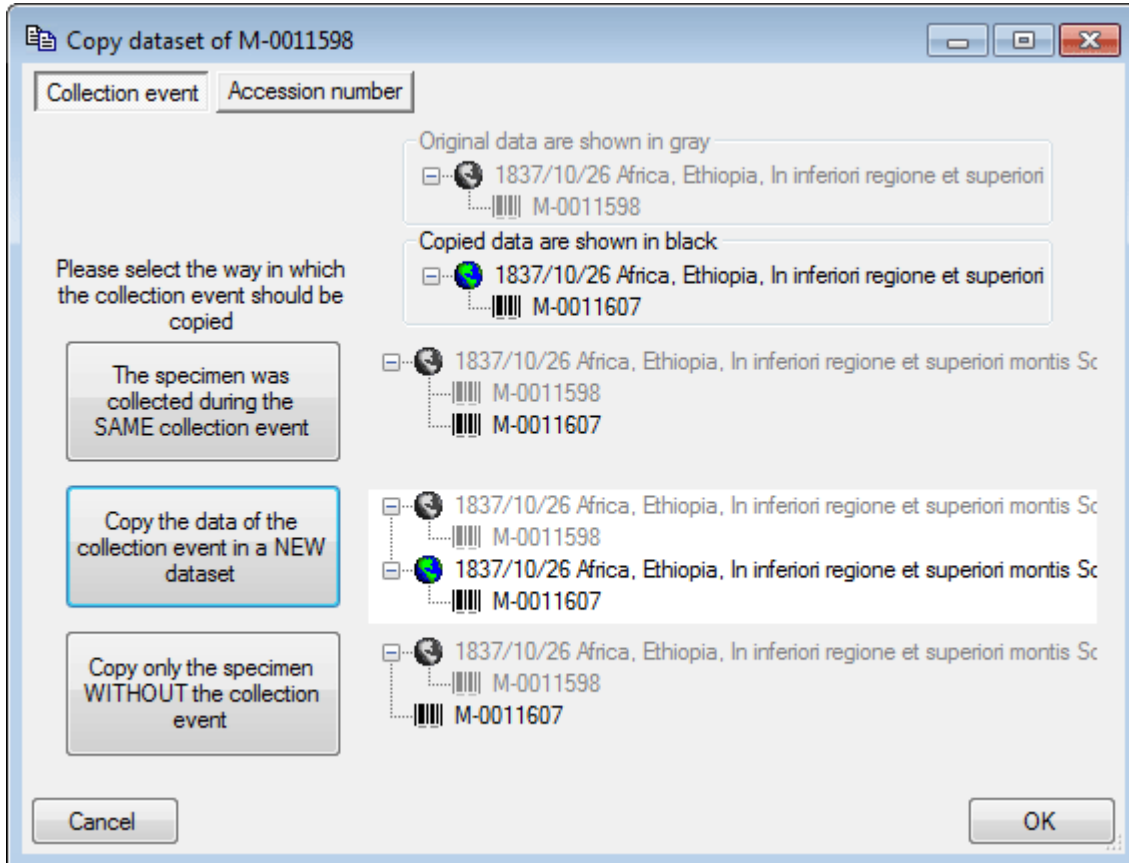 Copy dataset of M-0011598
Collection event
Accession number
Original data are shown in gray
1837/10/26 Africa, Ethiopia, In inferiori regione et superiori
M-0011598
Copied data are shown in black
1837/10/26 Africa, Ethiopia, In inferiori regione et superiori
M-0011607
Please select the way in which
the collection event should be
copied
The specimen was
collected during the
SAME collection event
1837/10/26 Africa, Ethiopia, In inferiori regione et superiori montis Sc
M-0011598
M-0011607
Copy the data of the
collection event in a NEW
dataset
1837/10/26 Africa, Ethiopia, In inferiori regione et superiori montis Sc
M-0011598
1837/10/26 Africa, Ethiopia, In inferiori regione et superiori montis Sc
M-0011607
Copy only the specimen
WITHOUT the collection
event
1837/10/26 Africa, Ethiopia, In inferiori regione et superiori montis Sc
M-0011598
M-0011607
Cancel
OK